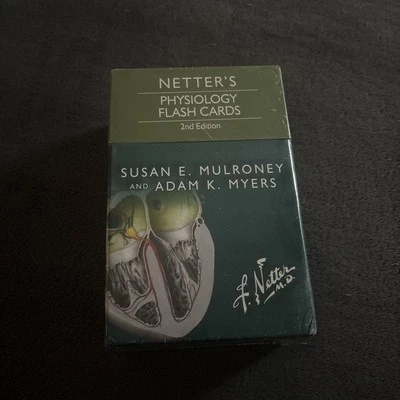 NETTER'S
PHYSIOLOGY
FLASH CARDS
2nd Edition
SUSAN E. MULRONEY
AND ADAM K. MYERS
F. Netter
M.D.